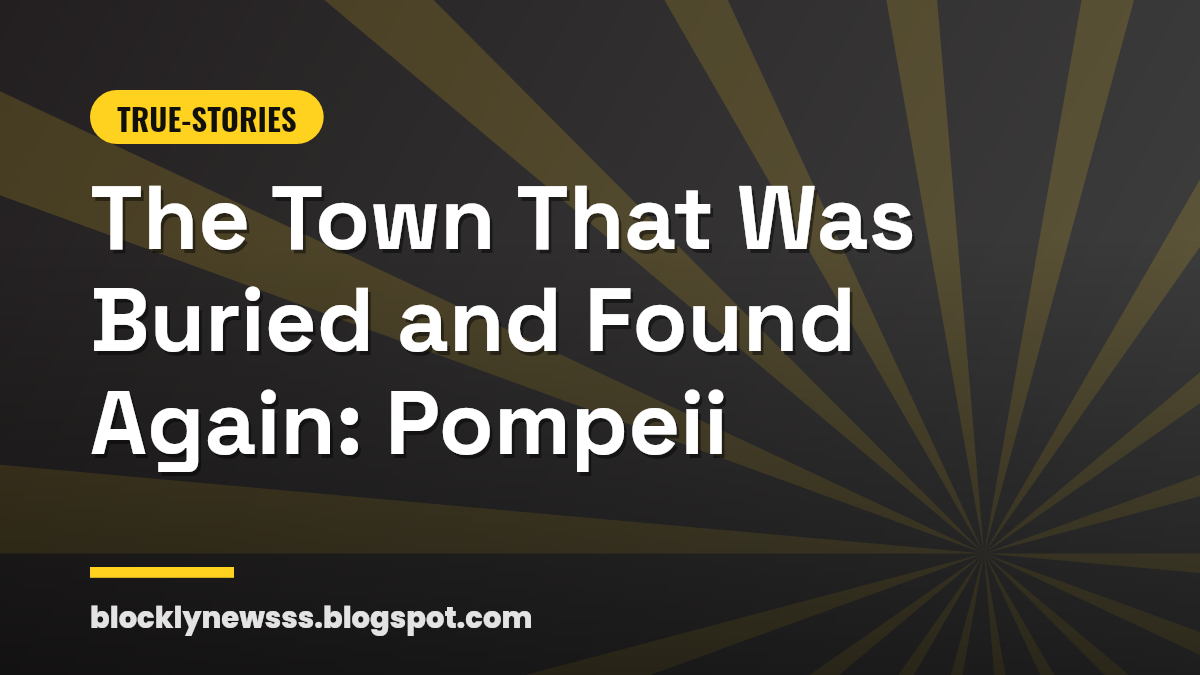 TRUE-STORIES
The Town That Was
Buried and Found
Again: Pompeii
blocklynewsss.blogspot.com